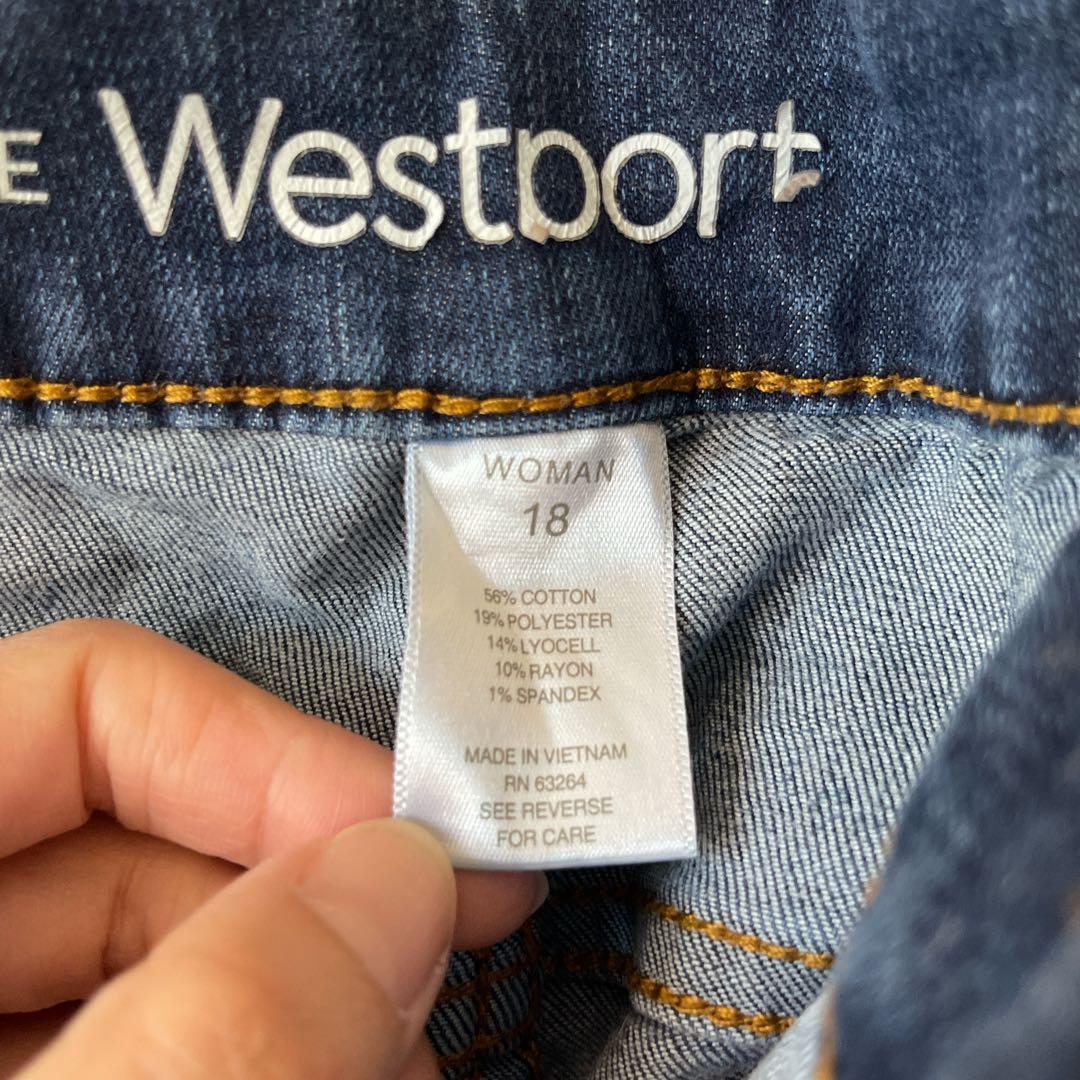 E Westport
WOMAN
18
56% COTTON
19% POLYESTER
14% LYOCELL
10% RAYON
1% SPANDEX
MADE IN VIETNAM
RN 63264
SEE REVERSE
FOR CARE